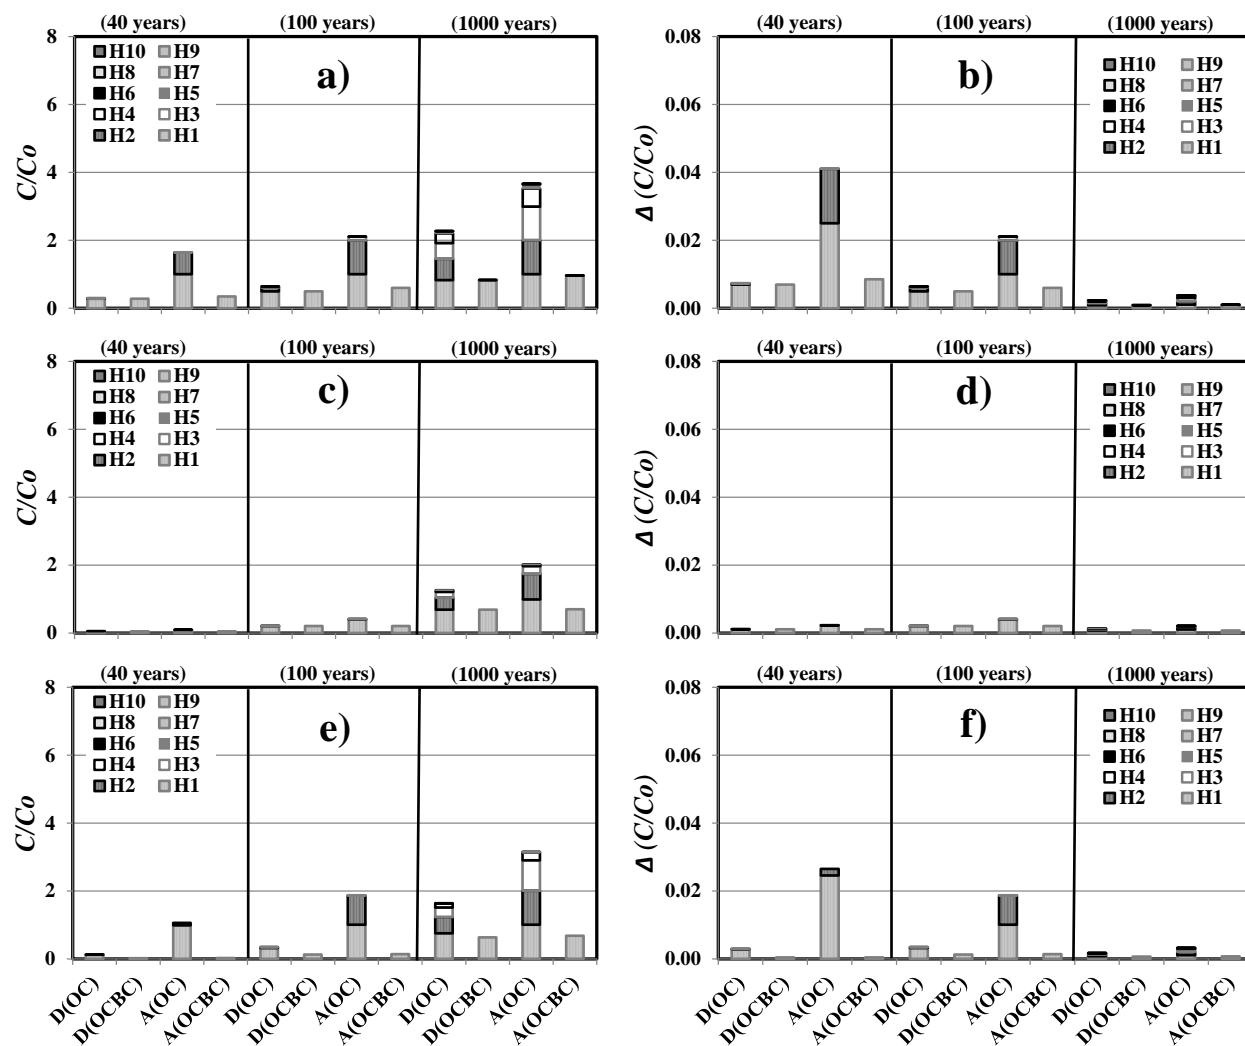 (40 years) (100 years) (1000 years)
8
6
4
2
0
C/Co
H10 H9
H8 H7
H6 H5
H4 H3
H2 H1
a)
(40 years) (100 years) (1000 years)
0.08
0.06
0.04
0.02
0.00
Δ (C/Co)
H10 H9
H8 H7
H6 H5
H4 H3
H2 H1
b)
(40 years) (100 years) (1000 years)
8
6
4
2
0
C/Co
H10 H9
H8 H7
H6 H5
H4 H3
H2 H1
c)
(40 years) (100 years) (1000 years)
0.08
0.06
0.04
0.02
0.00
Δ (C/Co)
H10 H9
H8 H7
H6 H5
H4 H3
H2 H1
d)
(40 years) (100 years) (1000 years)
8
6
4
2
0
C/Co
H10 H9
H8 H7
H6 H5
H4 H3
H2 H1
e)
D(OC) D(OCBC) A(OC) A(OCBC) D(OC) D(OCBC) A(OC) A(OCBC) D(OC) D(OCBC) A(OC) A(OCBC)
(40 years) (100 years) (1000 years)
0.08
0.06
0.04
0.02
0.00
Δ (C/Co)
H10 H9
H8 H7
H6 H5
H4 H3
H2 H1
f)
D(OC) D(OCBC) A(OC) A(OCBC) D(OC) D(OCBC) A(OC) A(OCBC) D(OC) D(OCBC) A(OC) A(OCBC)